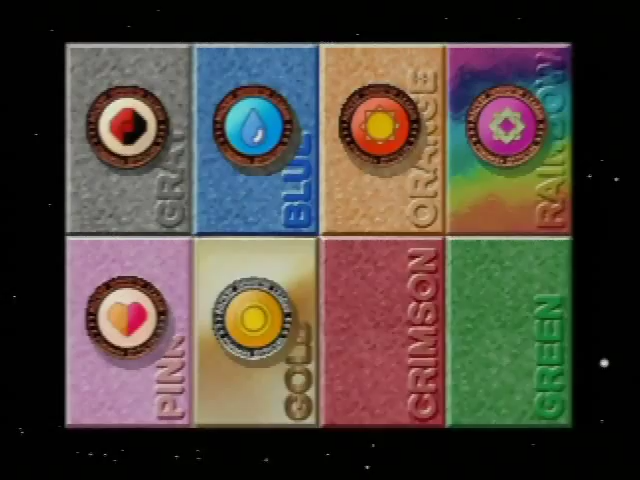 GRAY
BLUE
ORANGE
RAINBOW
PINK
GOLD
CRIMSON
GREEN